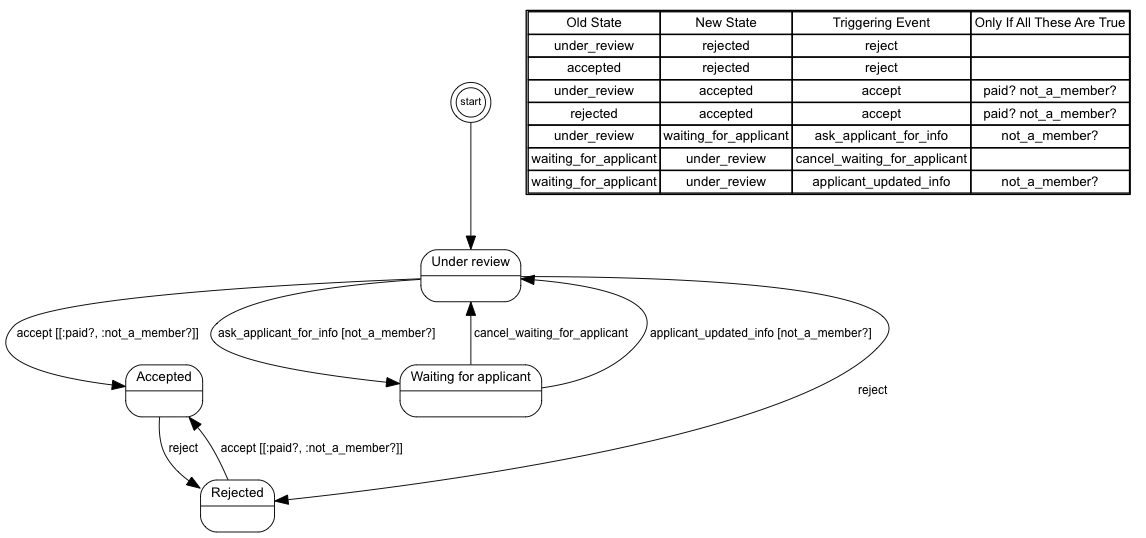 Old State New State Triggering Event Only If All These Are True
under_review rejected reject
accepted rejected reject
under_review accepted accept paid? not_a_member?
rejected accepted accept paid? not_a_member?
under_review waiting_for_applicant ask_applicant_for_info not_a_member?
waiting_for_applicant under_review cancel_waiting_for_applicant
waiting_for_applicant under_review applicant_updated_info not_a_member?
start
Under review
accept [[:paid?, :not_a_member?]] ask_applicant_for_info [not_a_member?] cancel_waiting_for_applicant applicant_updated_info [not_a_member?]
Accepted Waiting for applicant
reject
reject accept [[:paid?, :not_a_member?]]
Rejected